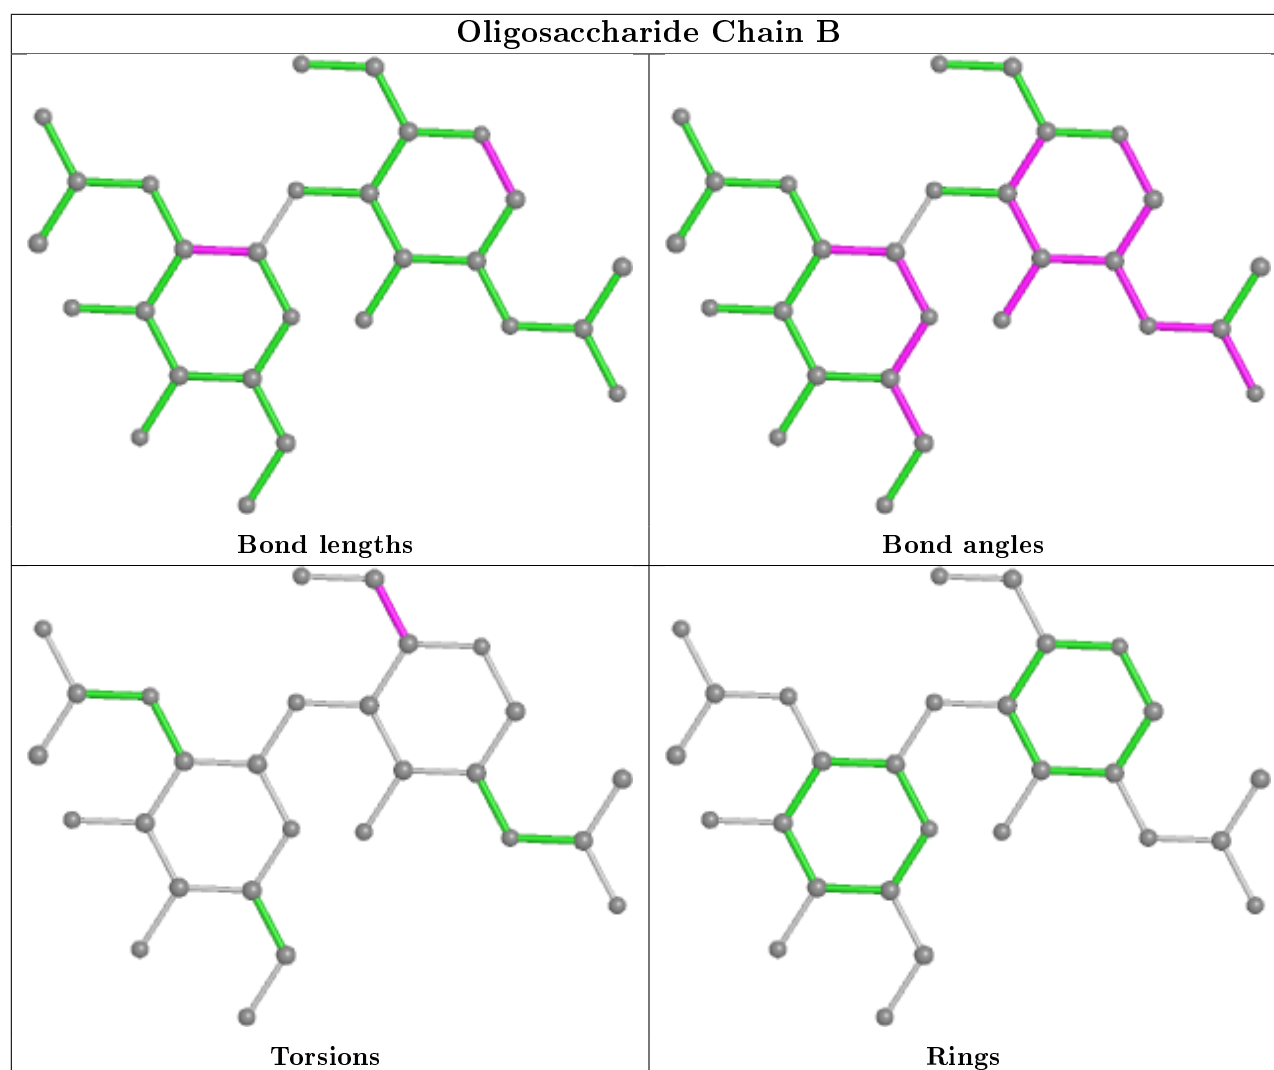 Oligosaccharide Chain B
Bond lengths
Bond angles
Torsions
Rings